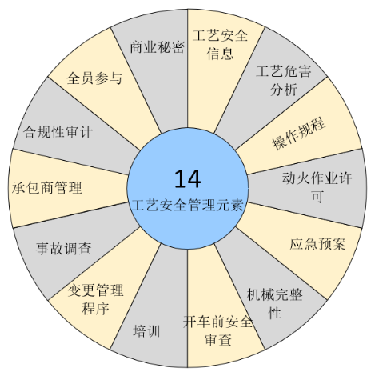 14
工艺安全管理元素
工艺安全
信息
工艺危害
分析
操作规程
动火作业许
可
应急预案
机械完整
性
开车前安全
审查
培训
变更管理
程序
事故调查
承包商管理
合规性审计
全员参与
商业秘密